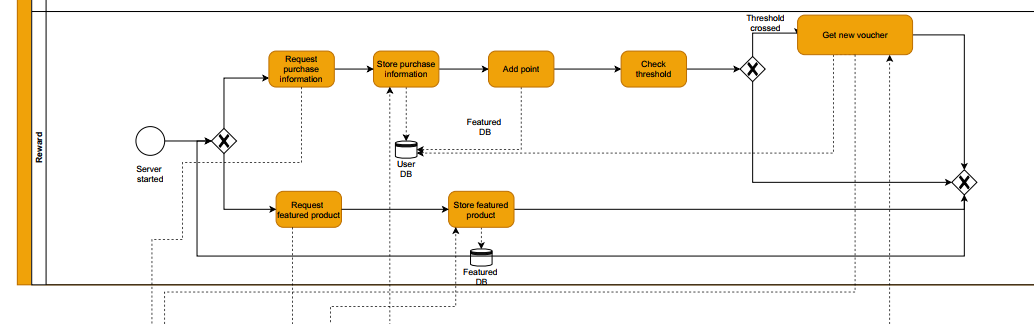 Threshold
crossed
Get new voucher
Request
purchase
information
Store purchase
information
Add point
Check
threshold
Featured
DB
Reward
User
DB
Server
started
Request
featured product
Store featured
product
Featured
DB